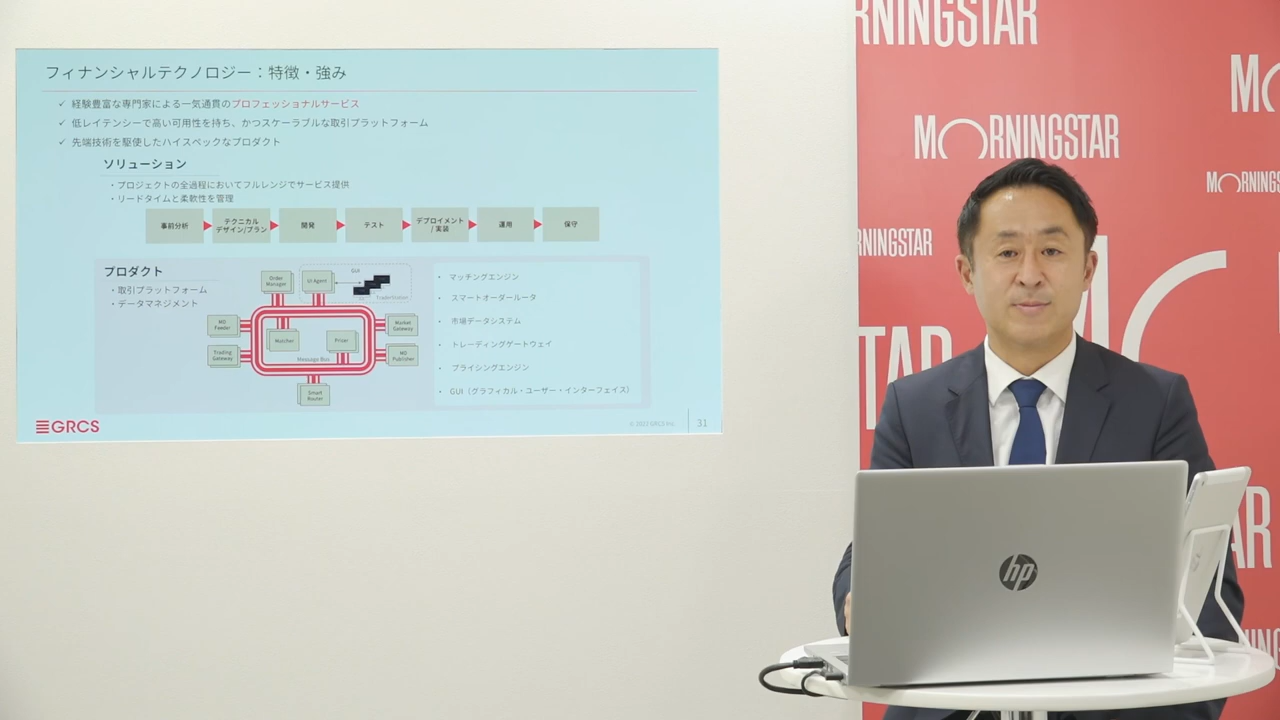 フィナンシャルテクノロジー：特徴・強み
✓ 経験豊富な専門家による一気通貫のプロフェッショナルサービス
✓ 低レイテンシーで高い可用性を持ち、かつスケーラブルな取引プラットフォーム
✓ 先端技術を駆使したハイスペックなプロダクト
ソリューション
・プロジェクトの全過程においてフルレンジでサービス提供
・リードタイムと柔軟性を管理
事前分析
テクニカル
デザイン/プラン
開発
テスト
デプロイメント
/ 実装
運用
保守
プロダクト
・取引プラットフォーム
・データマネジメント
Order
Manager
UI Agent
GUI
TradeStation
MD
Feeder
Matcher
Pricer
Market
Gateway
Trading
Gateway
Message Bus
MD
Publisher
Smart
Router
・ マッチングエンジン
・ スマートオーダールータ
・ 市場データシステム
・ トレーディングゲートウェイ
・ プライシングエンジン
・ GUI（グラフィカル・ユーザー・インターフェイス）
GRCS
© 2022 GRCS Inc.
31
RNINGSTAR
MORNINGSTAR
M
MORNINGS
RNINGSTAR
TAR
AR
NINGS
hp